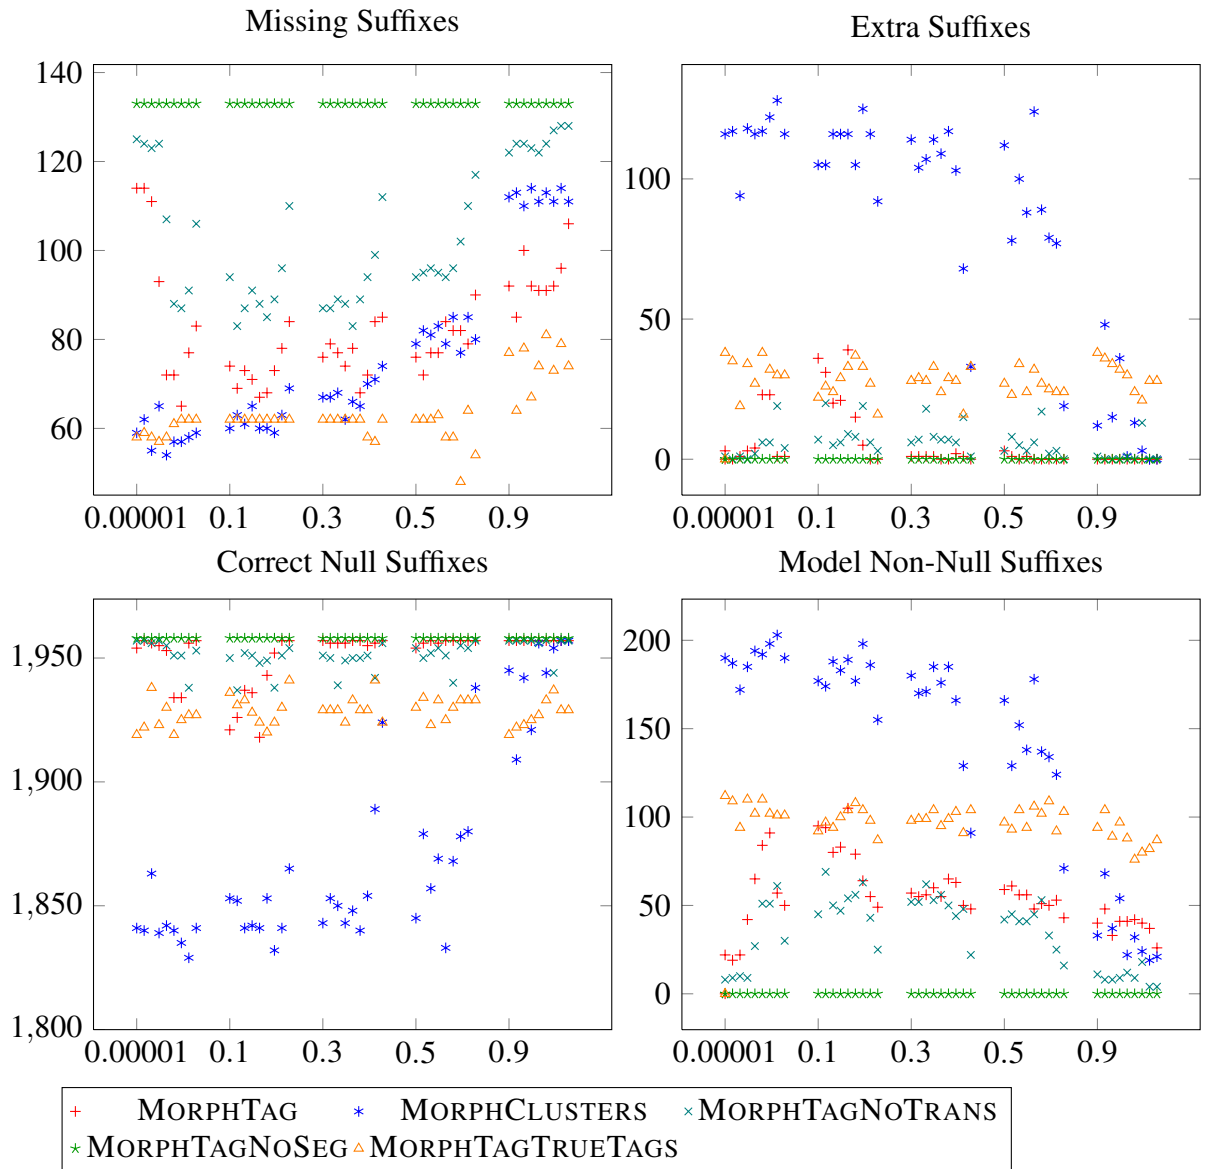 Missing Suffixes
Extra Suffixes
140
120
100
80
60
0.00001 0.1 0.3 0.5 0.9
100
50
0
0.00001 0.1 0.3 0.5 0.9
Correct Null Suffixes
Model Non-Null Suffixes
1,950
1,900
1,850
1,800
0.00001 0.1 0.3 0.5 0.9
200
150
100
50
0
0.00001 0.1 0.3 0.5 0.9
MORPHTAG MORPHCLUSTERS MORPHTAGNOTRANS
MORPHTAGNOSEG MORPHTAGTRUETAGS